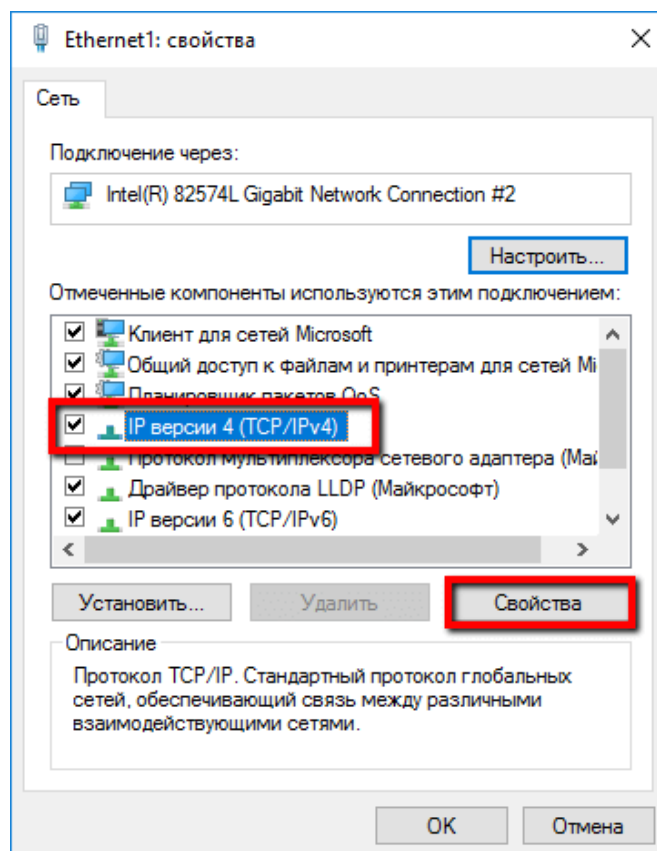 Ethernet1: свойства
Сеть
Подключение через:
Intel(R) 82574L Gigabit Network Connection #2
Настроить...
Отмеченные компоненты используются этим подключением:
Клиент для сетей Microsoft
Общий доступ к файлам и принтерам для сетей Mi
Планировщик пакетов QoS
IP версии 4 (TCP/IPv4)
Протокол мультиплексора сетевого адаптера (Май
Драйвер протокола LLDP (Майкрософт)
IP версии 6 (TCP/IPv6)
Установить... Удалить Свойства
Описание
Протокол TCP/IP. Стандартный протокол глобальных
сетей, обеспечивающий связь между различными
взаимодействующими сетями.
OK Отмена